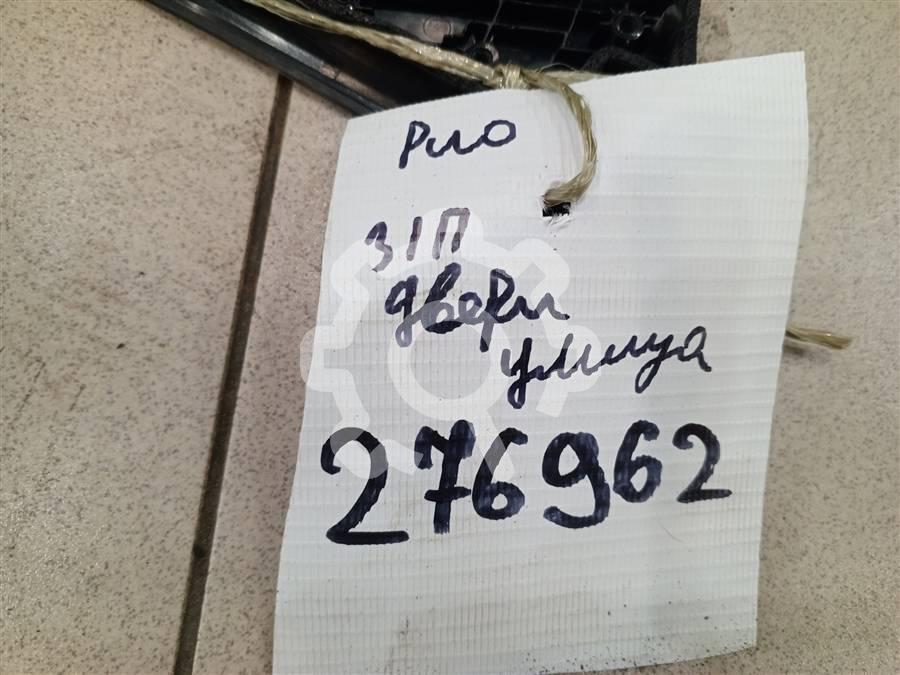 Рио
З/П
двери
улица
276962